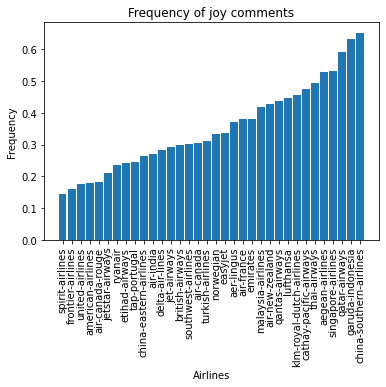 Frequency of joy comments
Frequency
0.6
0.5
0.4
0.3
0.2
0.1
0.0
spirit-airlines
frontier-airlines
united-airlines
american-airlines
air-canada-rouge
jetstar-airways
ryanair
etihad-airways
tap-portugal
china-eastern-airlines
air-india
delta-air-lines
jet-airways
british-airways
southwest-airlines
air-canada
turkish-airlines
norwegian
easyjet
aer-lingus
air-france
emirates
malaysia-airlines
air-new-zealand
qantas-airways
lufthansa
klm-royal-dutch-airlines
cathay-pacific-airways
thai-airways
aegean-airlines
singapore-airlines
qatar-airways
garuda-indonesia
china-southern-airlines
Airlines